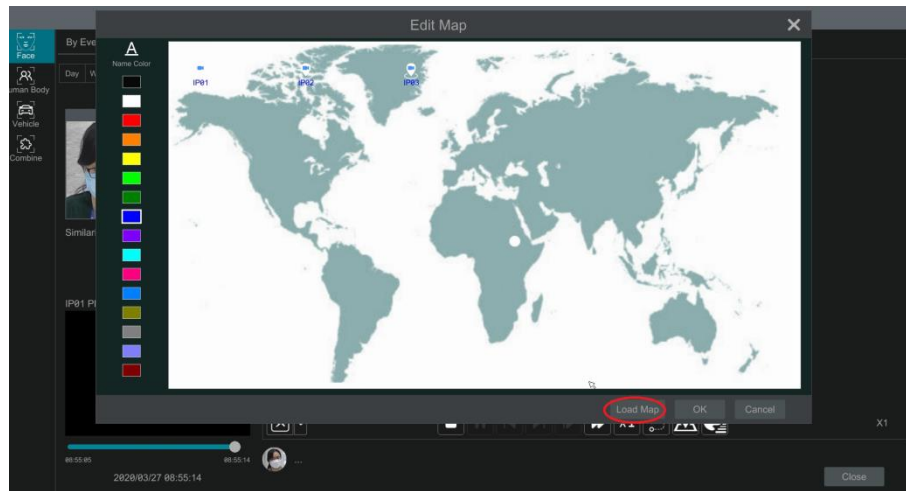 Edit Map
Face
By Eve
A
Name Color
Day W
IP01
IP02
IP03
uman Body
Vehicle
Combine
Similar
IP01 Pl
Load Map
OK
Cancel
X1
X1
08:55:05
08:55:14
...
2020/03/27 08:55:14
Close